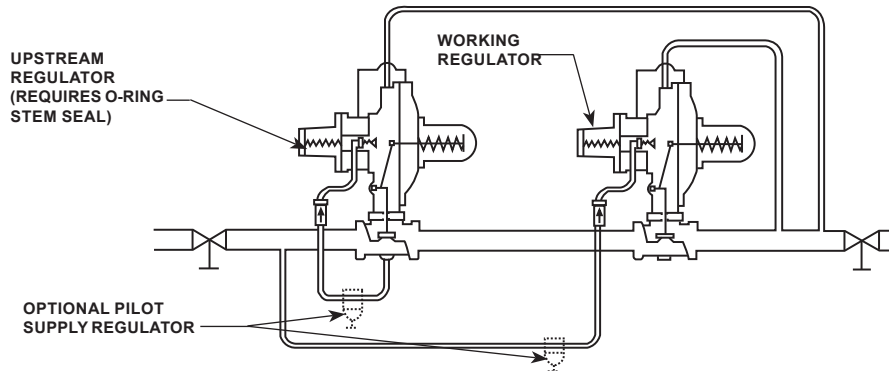 UPSTREAM
REGULATOR
(REQUIRES O-RING
STEM SEAL)
WORKING
REGULATOR
OPTIONAL PILOT
SUPPLY REGULATOR